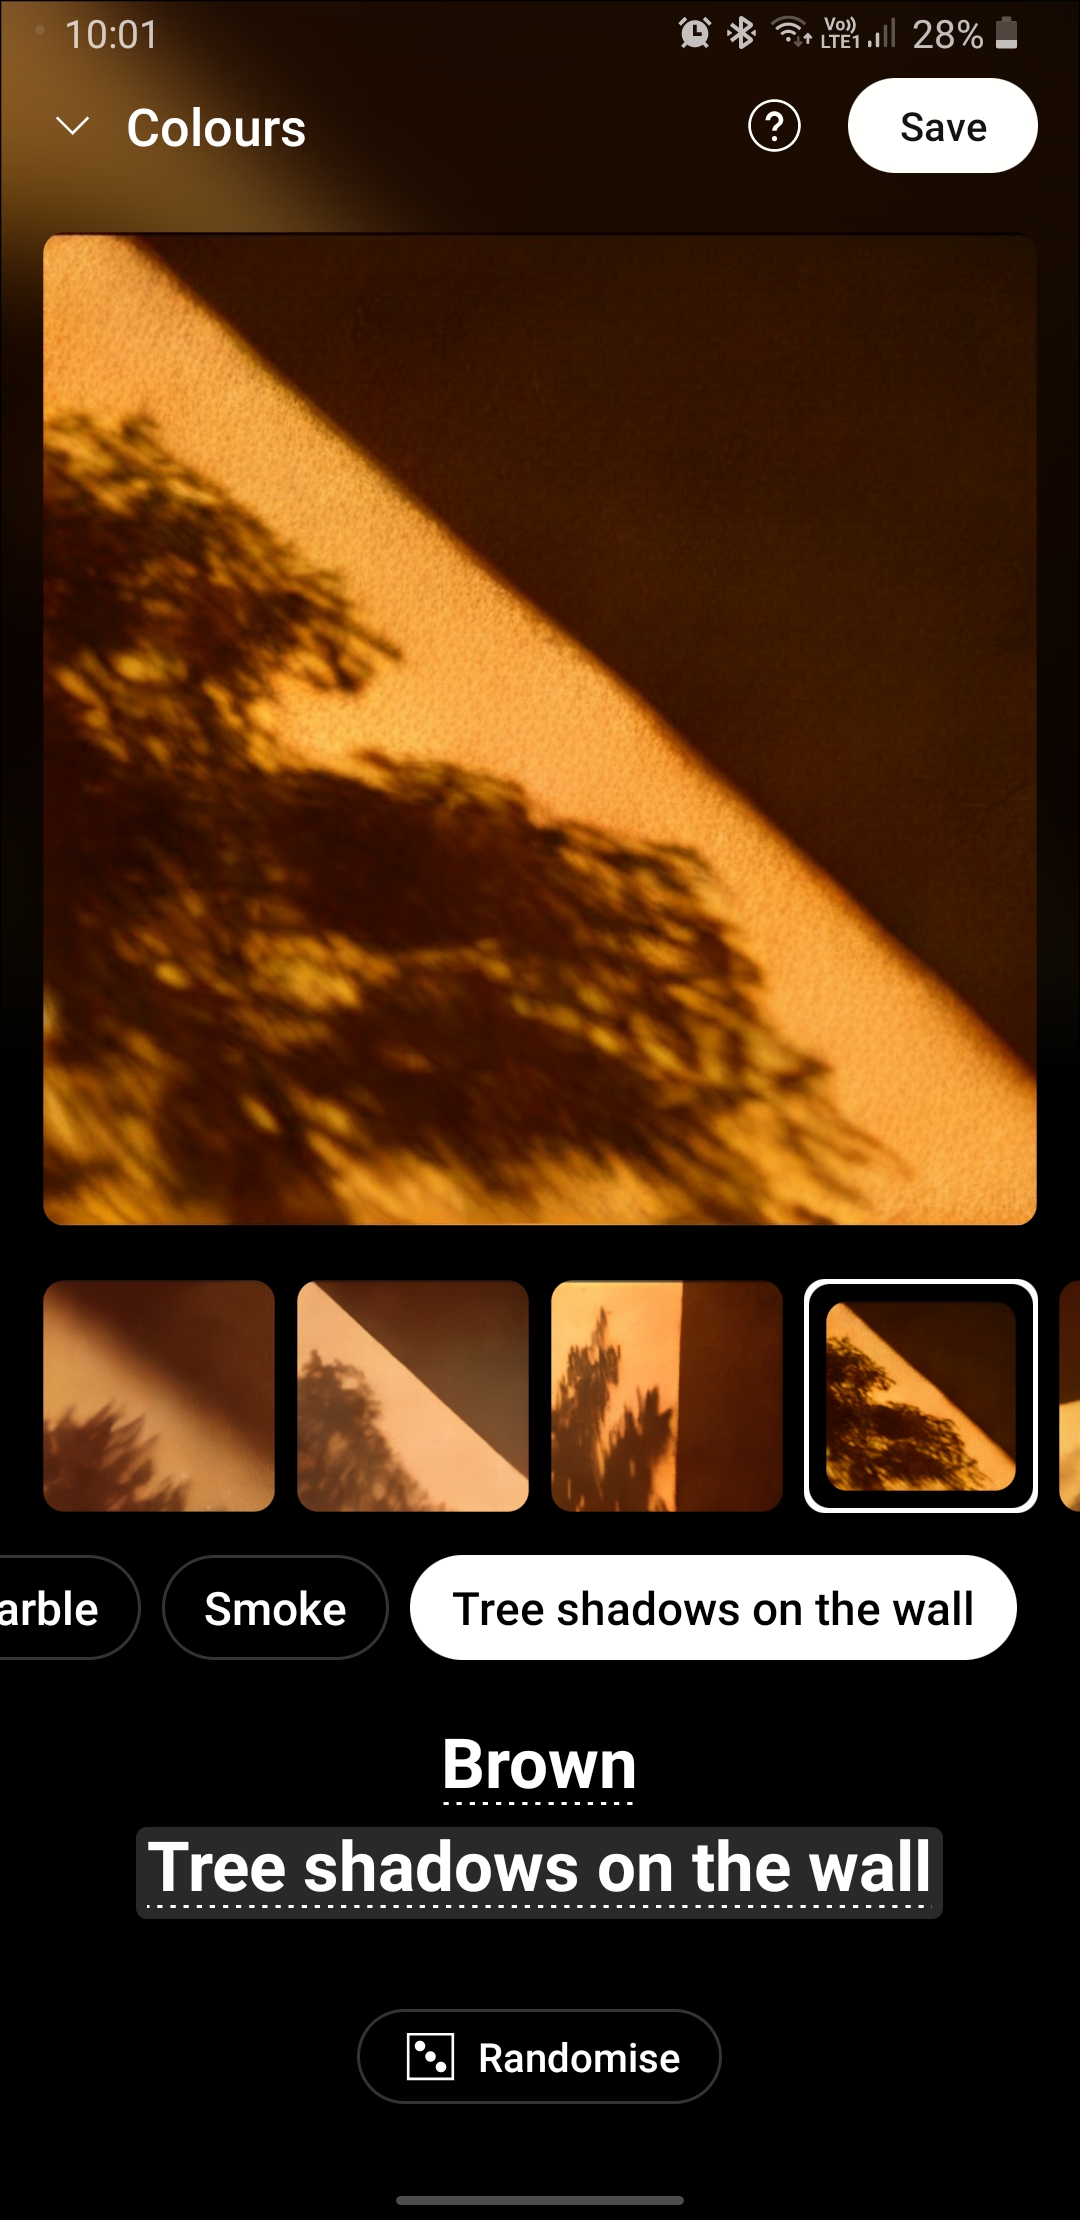 10:01
Vo))
LTE1
28%
Colours
?
Save
arble
Smoke
Tree shadows on the wall
Brown
Tree shadows on the wall
Randomise